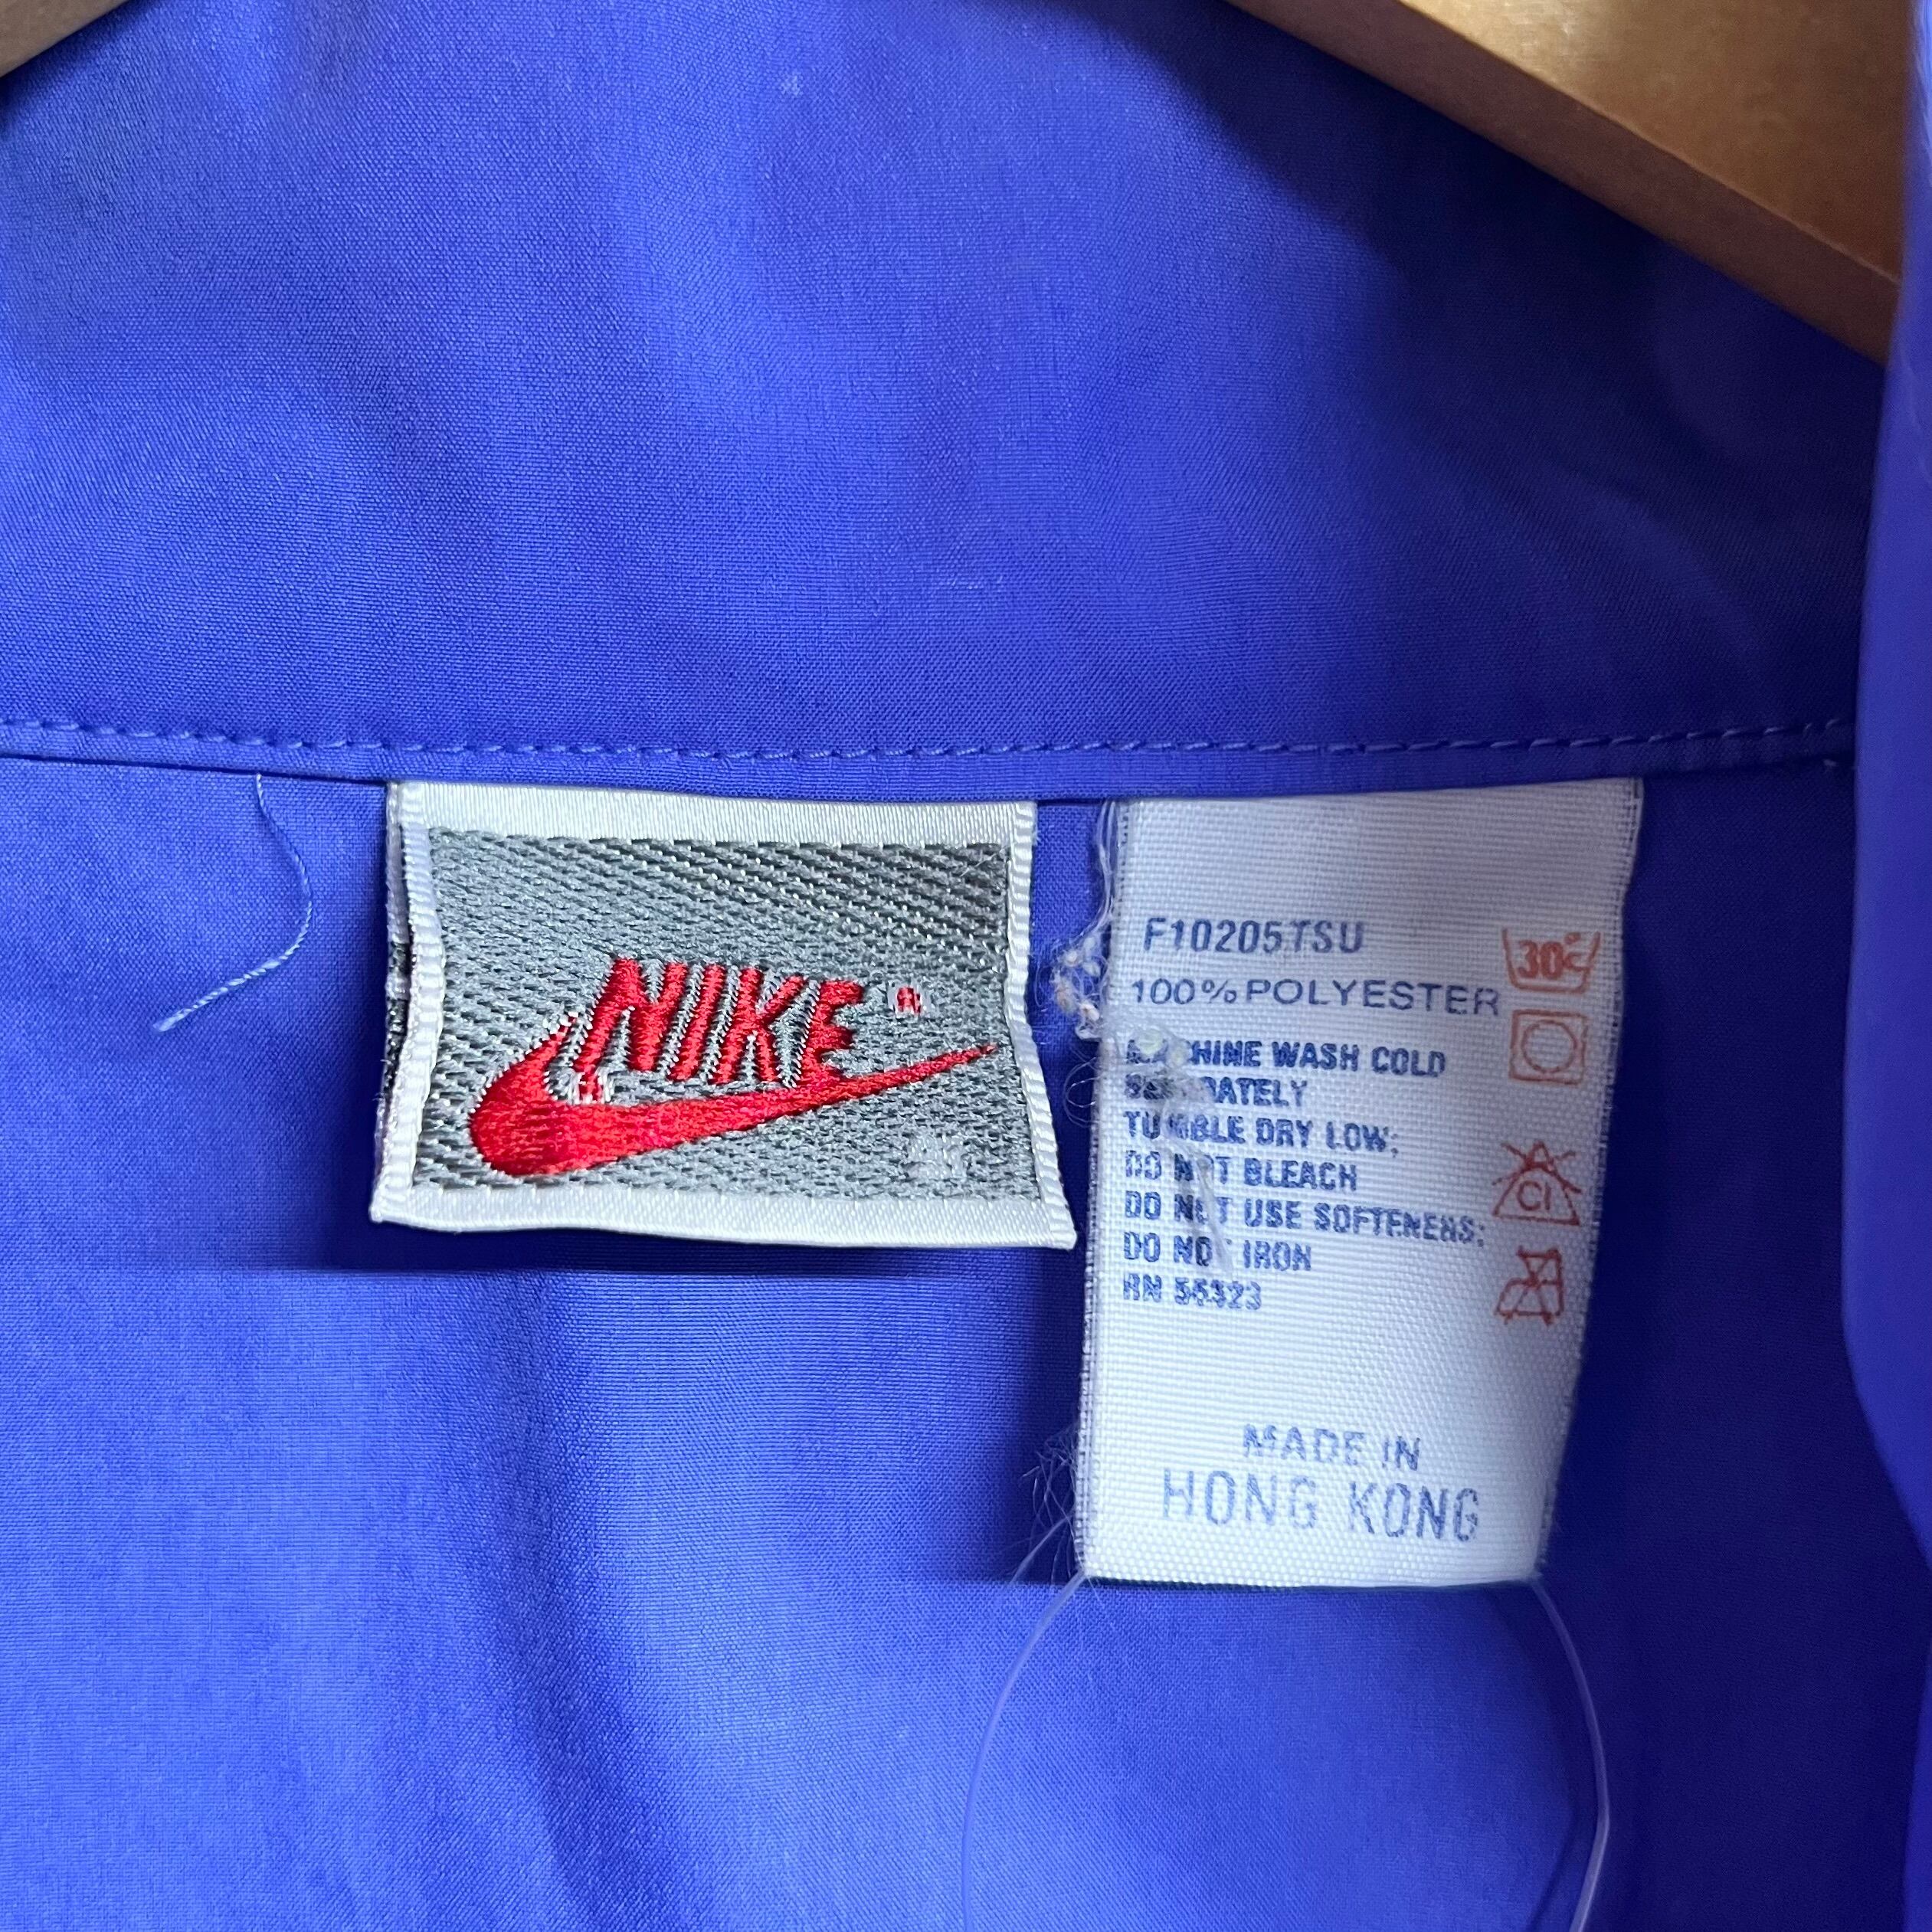 NIKE ®
F10205TSU
30°C
100% POLYESTER
MACHINE WASH COLD
SEPARATELY
TUMBLE DRY LOW;
DO NOT BLEACH
Cl
DO NOT USE SOFTENERS;
DO NOT IRON
RN 56323
MADE IN
HONG KONG